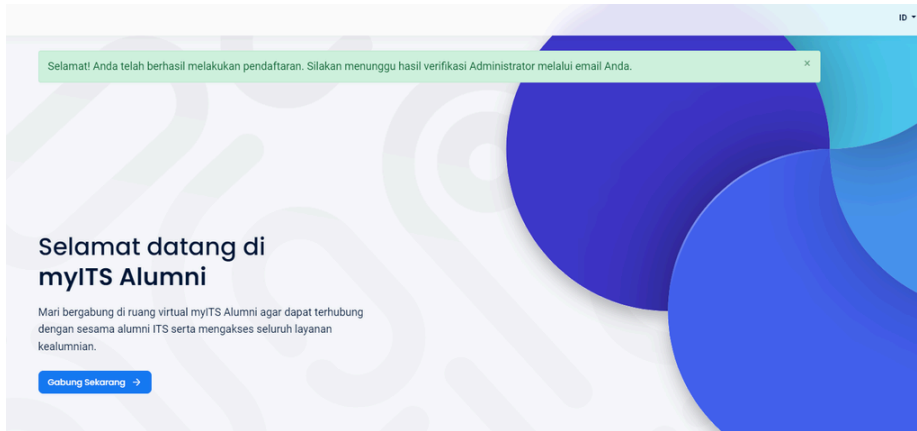 ID
Selamat! Anda telah berhasil melakukan pendaftaran. Silakan menunggu hasil verifikasi Administrator melalui email Anda. ×
Selamat datang di
myITS Alumni
Mari bergabung di ruang virtual myITS Alumni agar dapat terhubung
dengan sesama alumni ITS serta mengakses seluruh layanan
kealumnian.
Gabung Sekarang →